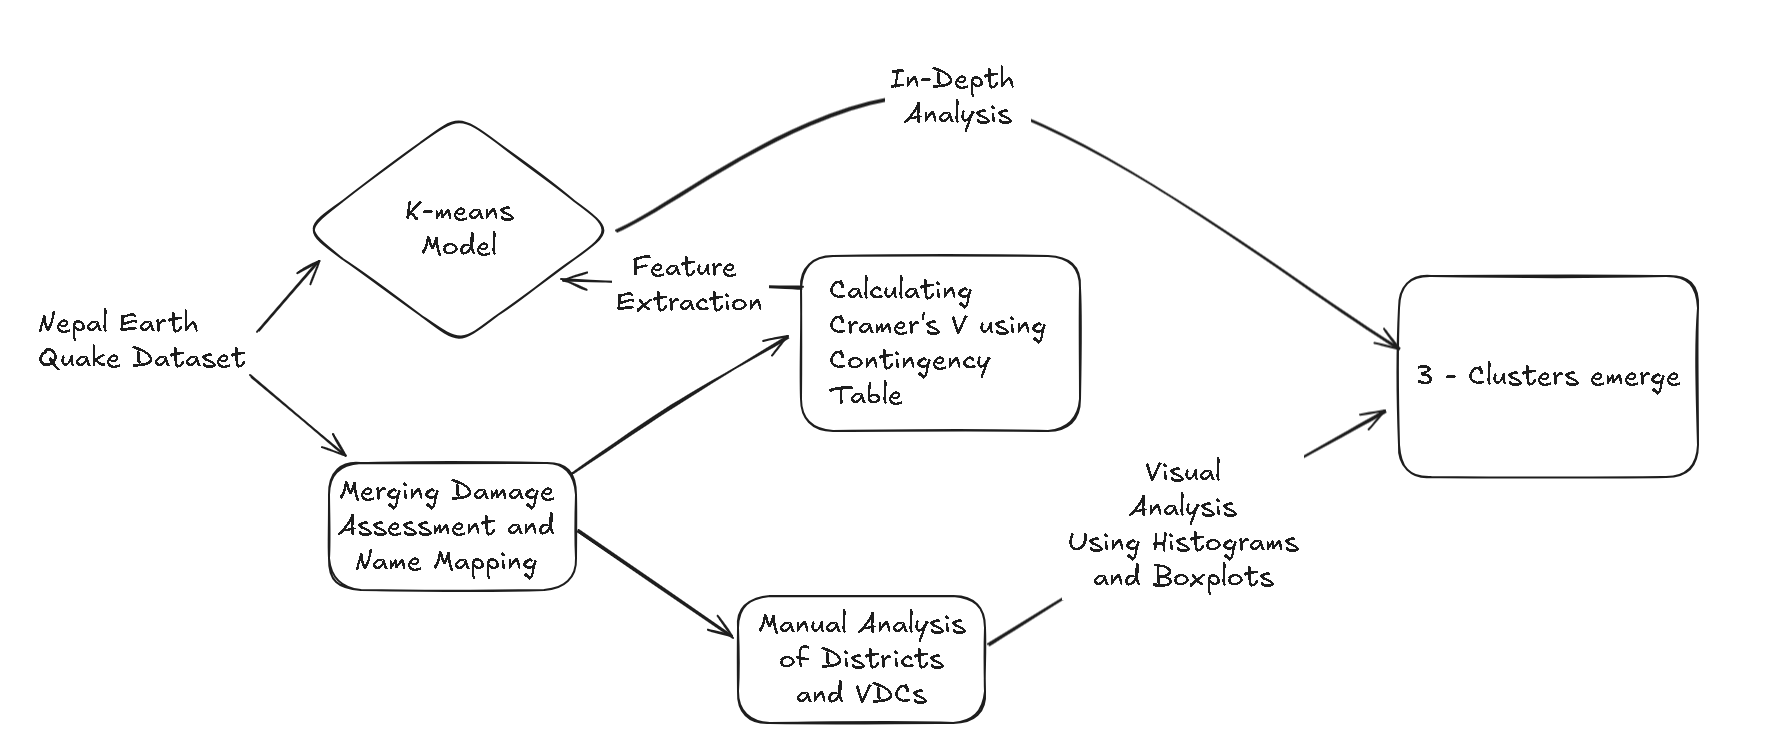 In-Depth
Analysis
K-means
Model
Feature
Extraction
Calculating
Cramer's V using
Contingency
Table
Nepal Earth
Quake Dataset
3 - Clusters emerge
Merging Damage
Assessment and
Name Mapping
Visual
Analysis
Using Histograms
and Boxplots
Manual Analysis
of Districts
and VDCs